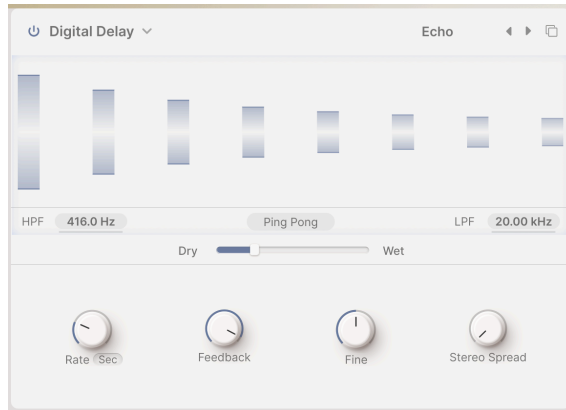 Digital Delay Echo
HPF 416.0 Hz Ping Pong LPF 20.00 kHz
Dry Wet
Rate Sec Feedback Fine Stereo Spread